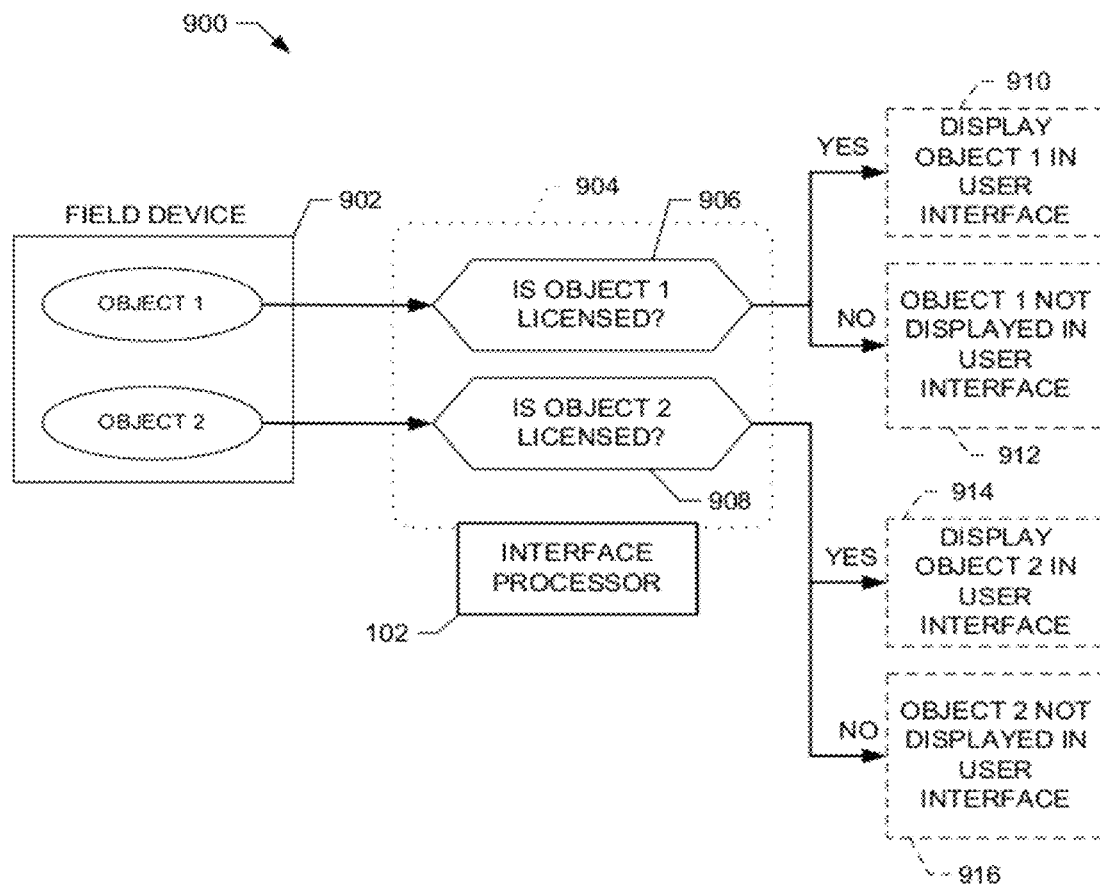 900
910
DISPLAY
OBJECT 1 IN
USER
INTERFACE
YES
904
906
902
FIELD DEVICE
OBJECT 1
IS OBJECT 1
LICENSED?
NO
OBJECT 1 NOT
DISPLAYED IN
USER
INTERFACE
912
OBJECT 2
IS OBJECT 2
LICENSED?
908
914
DISPLAY
OBJECT 2 IN
USER
INTERFACE
YES
INTERFACE
PROCESSOR
102
NO
OBJECT 2 NOT
DISPLAYED IN
USER
INTERFACE
916